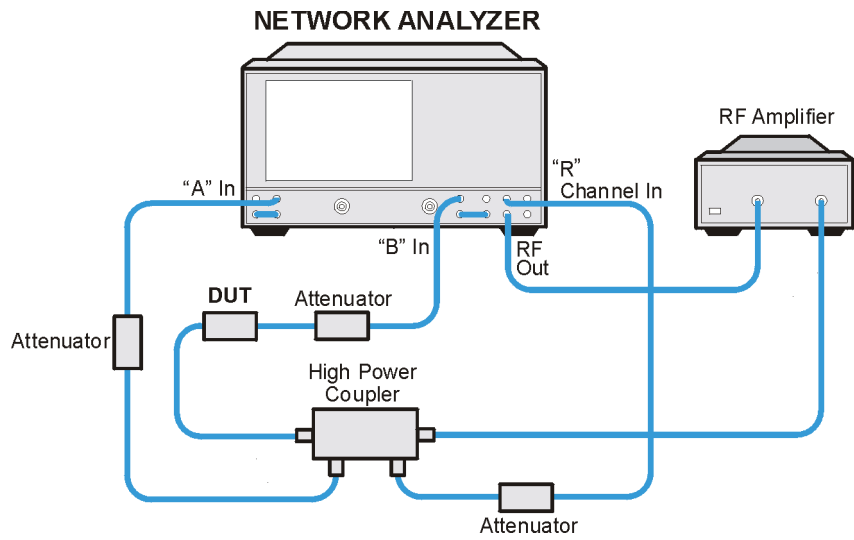 NETWORK ANALYZER
RF Amplifier
"A" In
"R"
Channel In
"B" In
RF
Out
DUT
Attenuator
Attenuator
High Power
Coupler
Attenuator